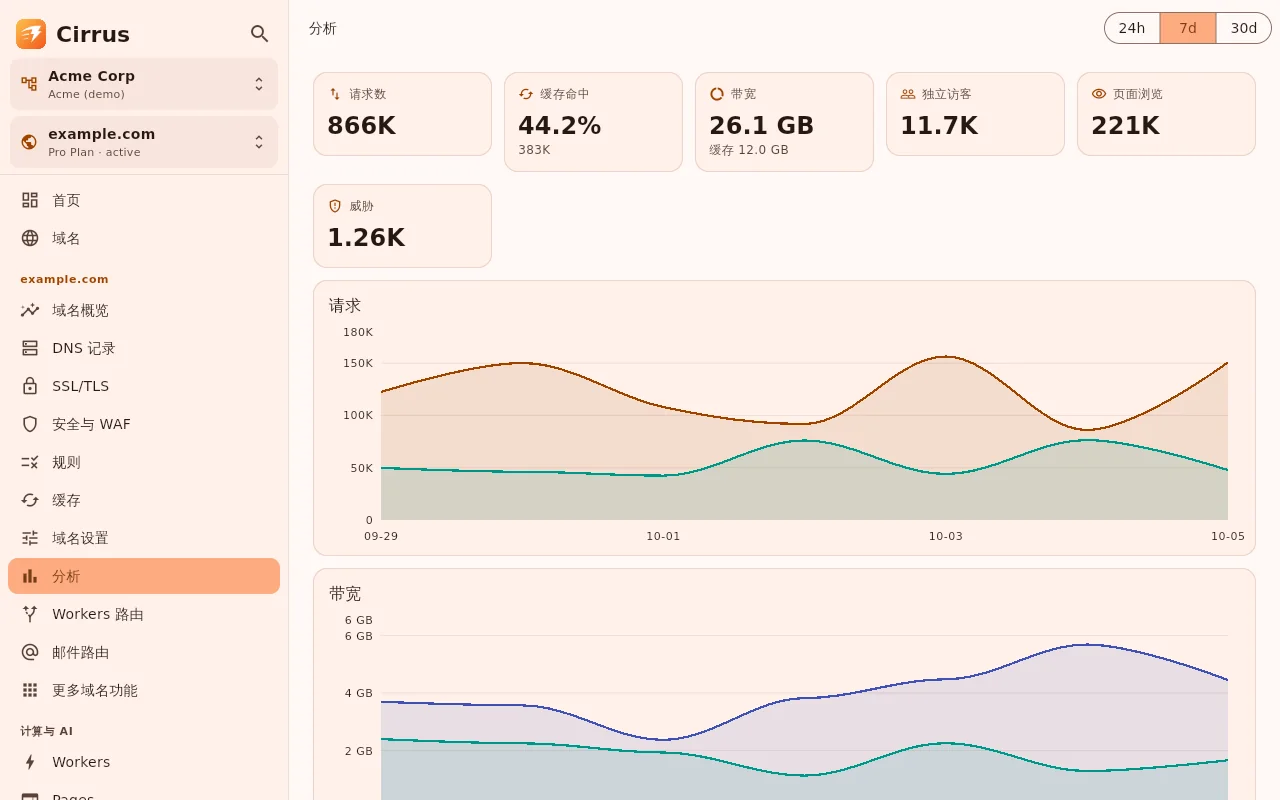 Cirrus
Acme Corp
Acme (demo)
example.com
Pro Plan · active
首页
域名
example.com
域名概览
DNS 记录
SSL/TLS
安全与 WAF
规则
缓存
域名设置
分析
Workers 路由
邮件路由
更多域名功能
计算与 AI
Workers
Pages
分析
24h
7d
30d
请求数
866K
缓存命中
44.2%
383K
带宽
26.1 GB
缓存 12.0 GB
独立访客
11.7K
页面浏览
221K
威胁
1.26K
请求
180K
150K
100K
50K
0
09-29
10-01
10-03
10-05
带宽
6 GB
6 GB
4 GB
2 GB